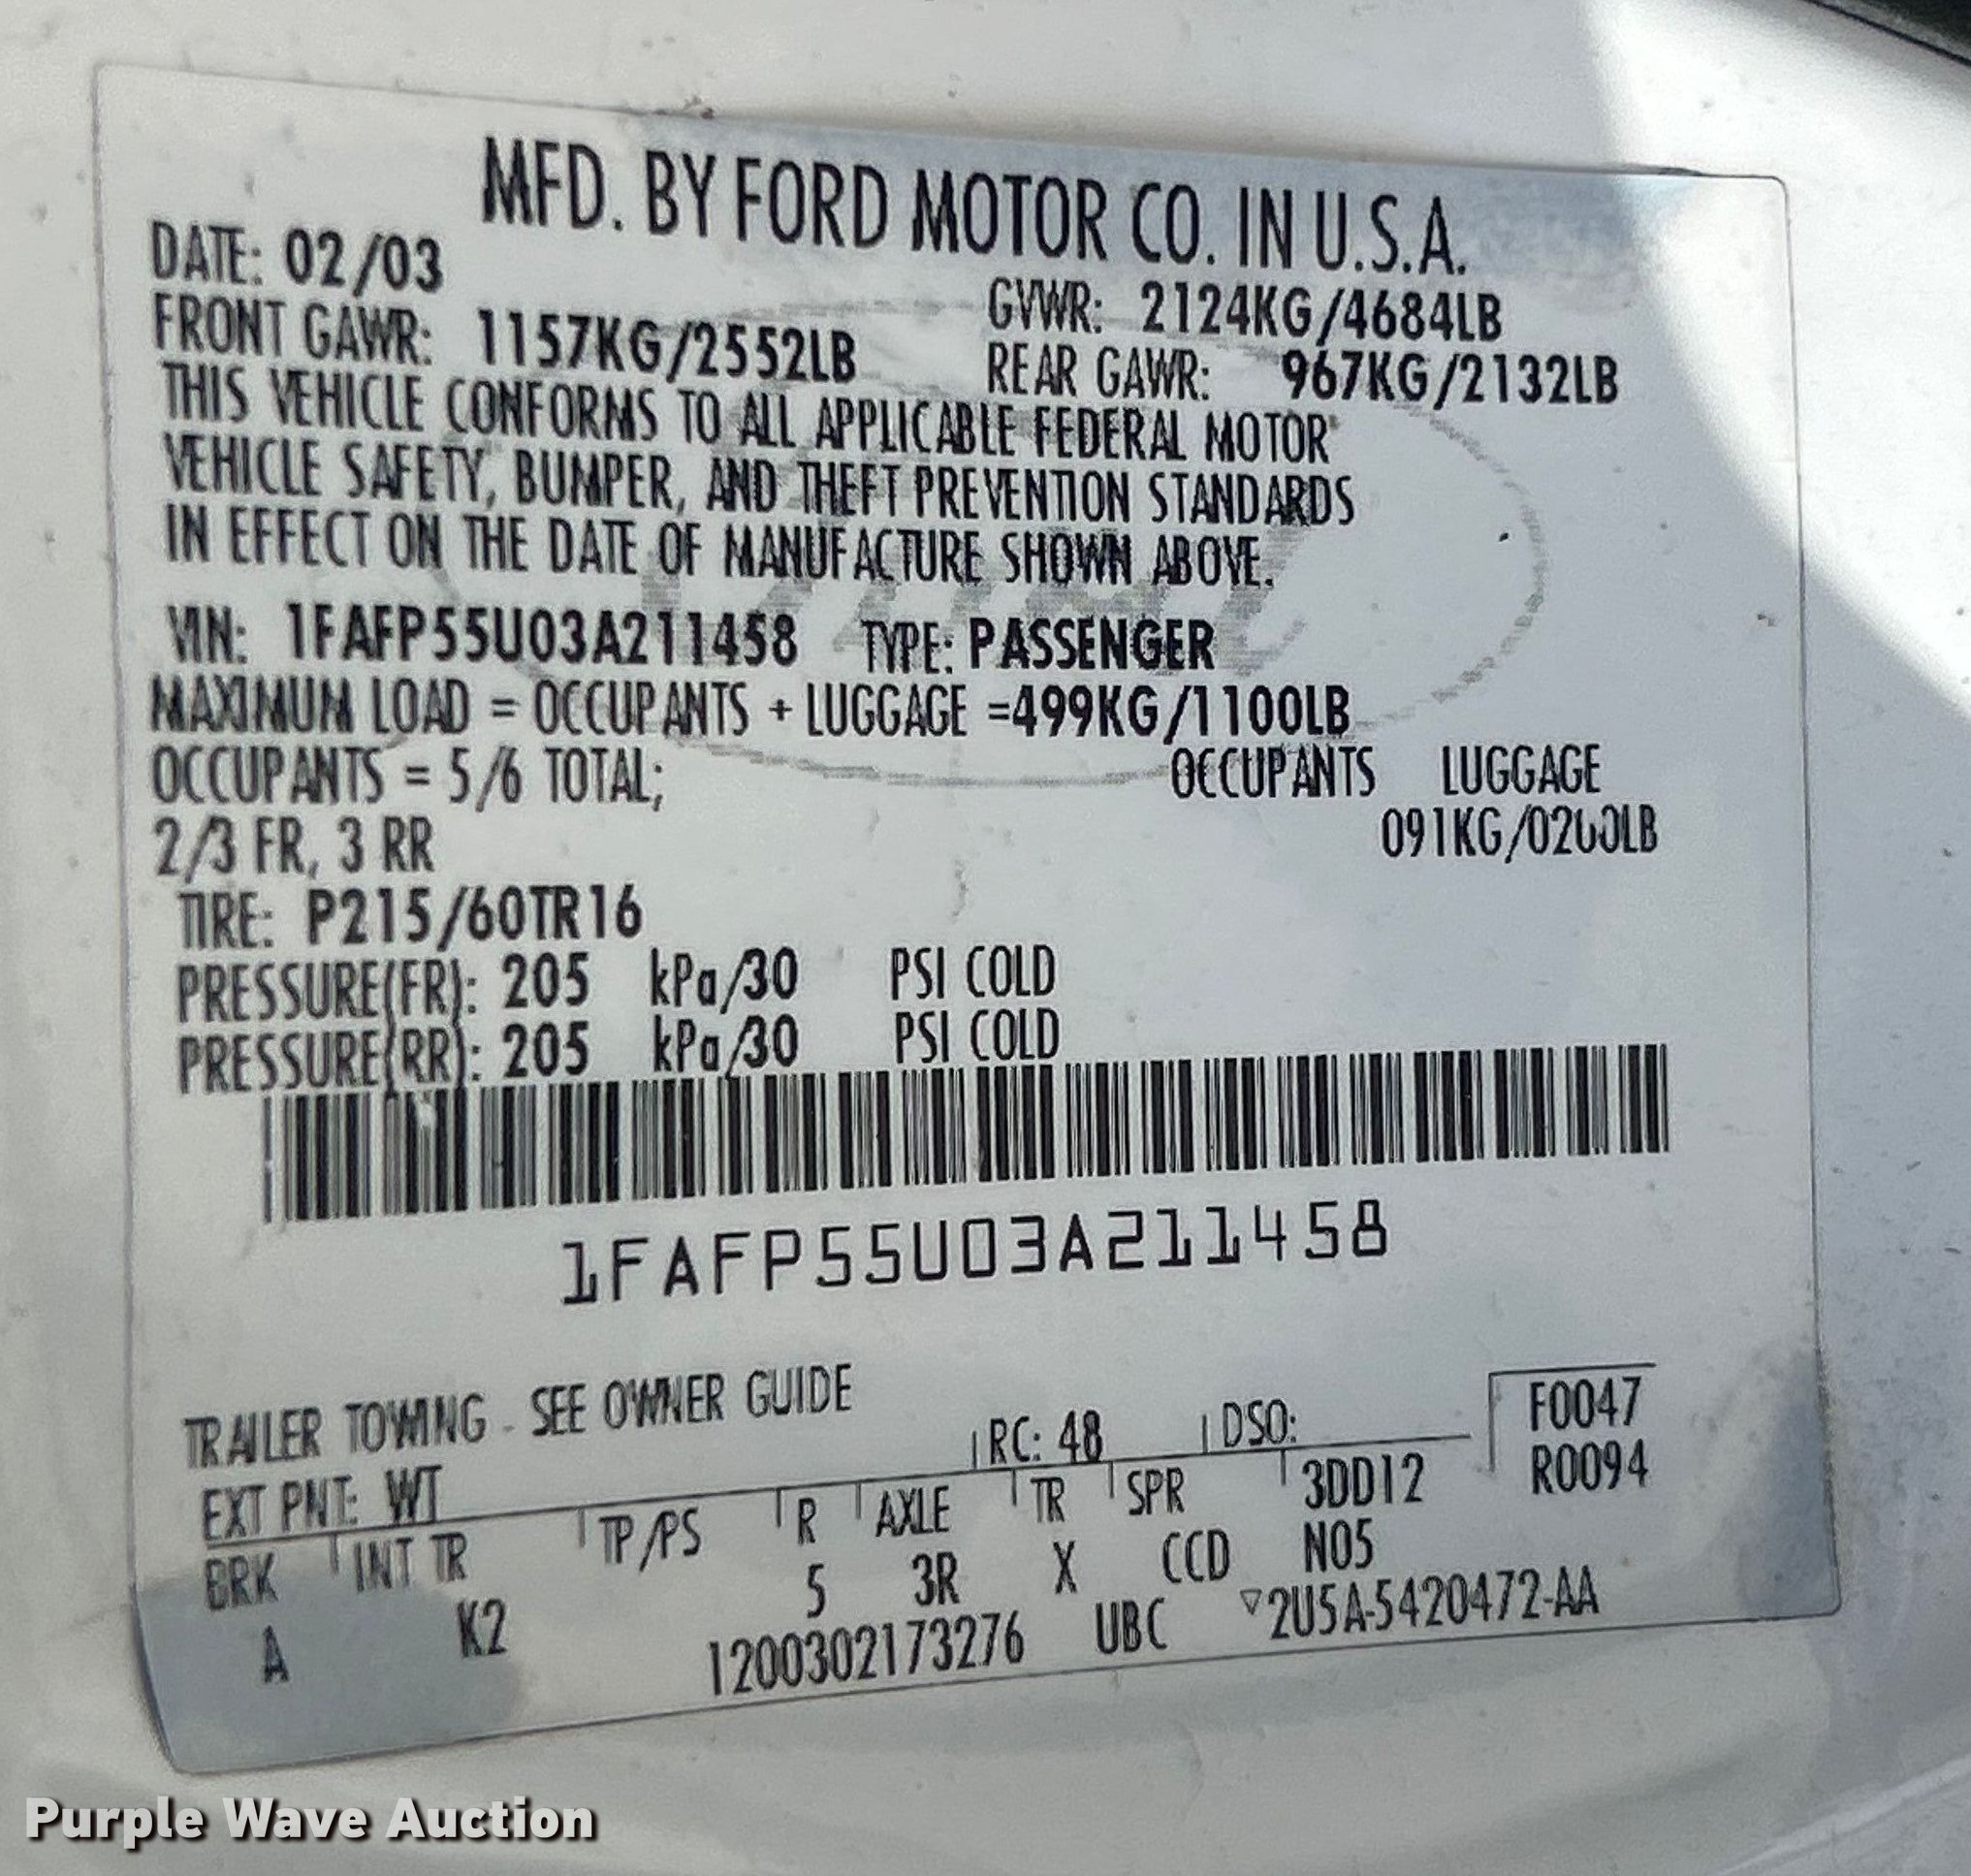 MFD. BY FORD MOTOR CO. IN U.S.A.
DATE: 02/03
GVWR: 2124KG/4684LB
FRONT GAWR: 1157KG/2552LB REAR GAWR: 967KG/2132LB
THIS VEHICLE CONFORMS TO ALL APPLICABLE FEDERAL MOTOR
VEHICLE SAFETY, BUMPER, AND THEFT PREVENTION STANDARDS
IN EFFECT ON THE DATE OF MANUFACTURE SHOWN ABOVE.
VIN: 1FAFP55U03A211458 TYPE: PASSENGER
MAXIMUM LOAD = OCCUPANTS + LUGGAGE =499KG/1100LB
OCCUPANTS = 5/6 TOTAL; OCCUPANTS LUGGAGE
2/3 FR, 3 RR 091KG/0200LB
TIRE: P215/60TR16
PRESSURE(FR): 205 kPa/30 PSI COLD
PRESSURE(RR): 205 kPa/30 PSI COLD
1FAFP55U03A211458
TRAILER TOWING - SEE OWNER GUIDE
EXT PNT: WT RC: 48 DSO: F0047
BRK INT TR TP/PS R AXLE TR SPR 3DD12 R0094
A K2 5 3R X CCD N05
1200302173276 UBC ▽2U5A-5420472-AA
Purple Wave Auction